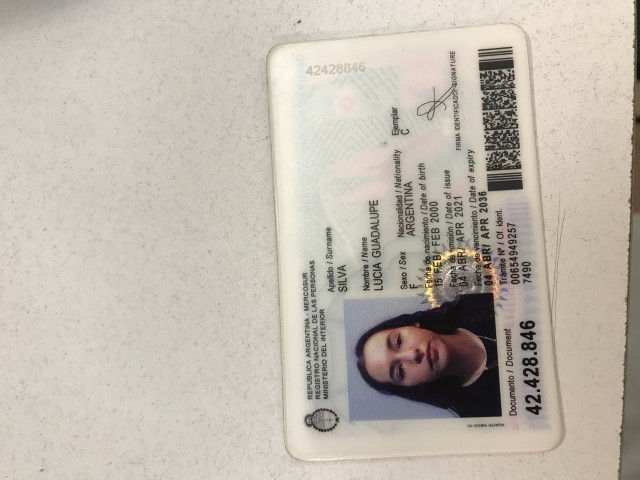 REPUBLICA ARGENTINA - MERCOSUR
REGISTRO NACIONAL DE LAS PERSONAS
MINISTERIO DEL INTERIOR
42428846
Apellido / Surname
SILVA
Nombre / Name
LUCIA GUADALUPE
Sexo / Sex
F
Nacionalidad / Nationality
ARGENTINA
Ejemplar
C
Fecha de nacimiento / Date of birth
15 FEB/ FEB 2000
Fecha de emisión / Date of issue
04 ABR/ APR 2021
Fecha de vencimiento / Date of expiry
04 ABR/ APR 2036
FIRMA IDENTIFICADO / SIGNATURE
Trámite Nº / Of. ident.
00654949257
7490
Documento / Document
42.428.846